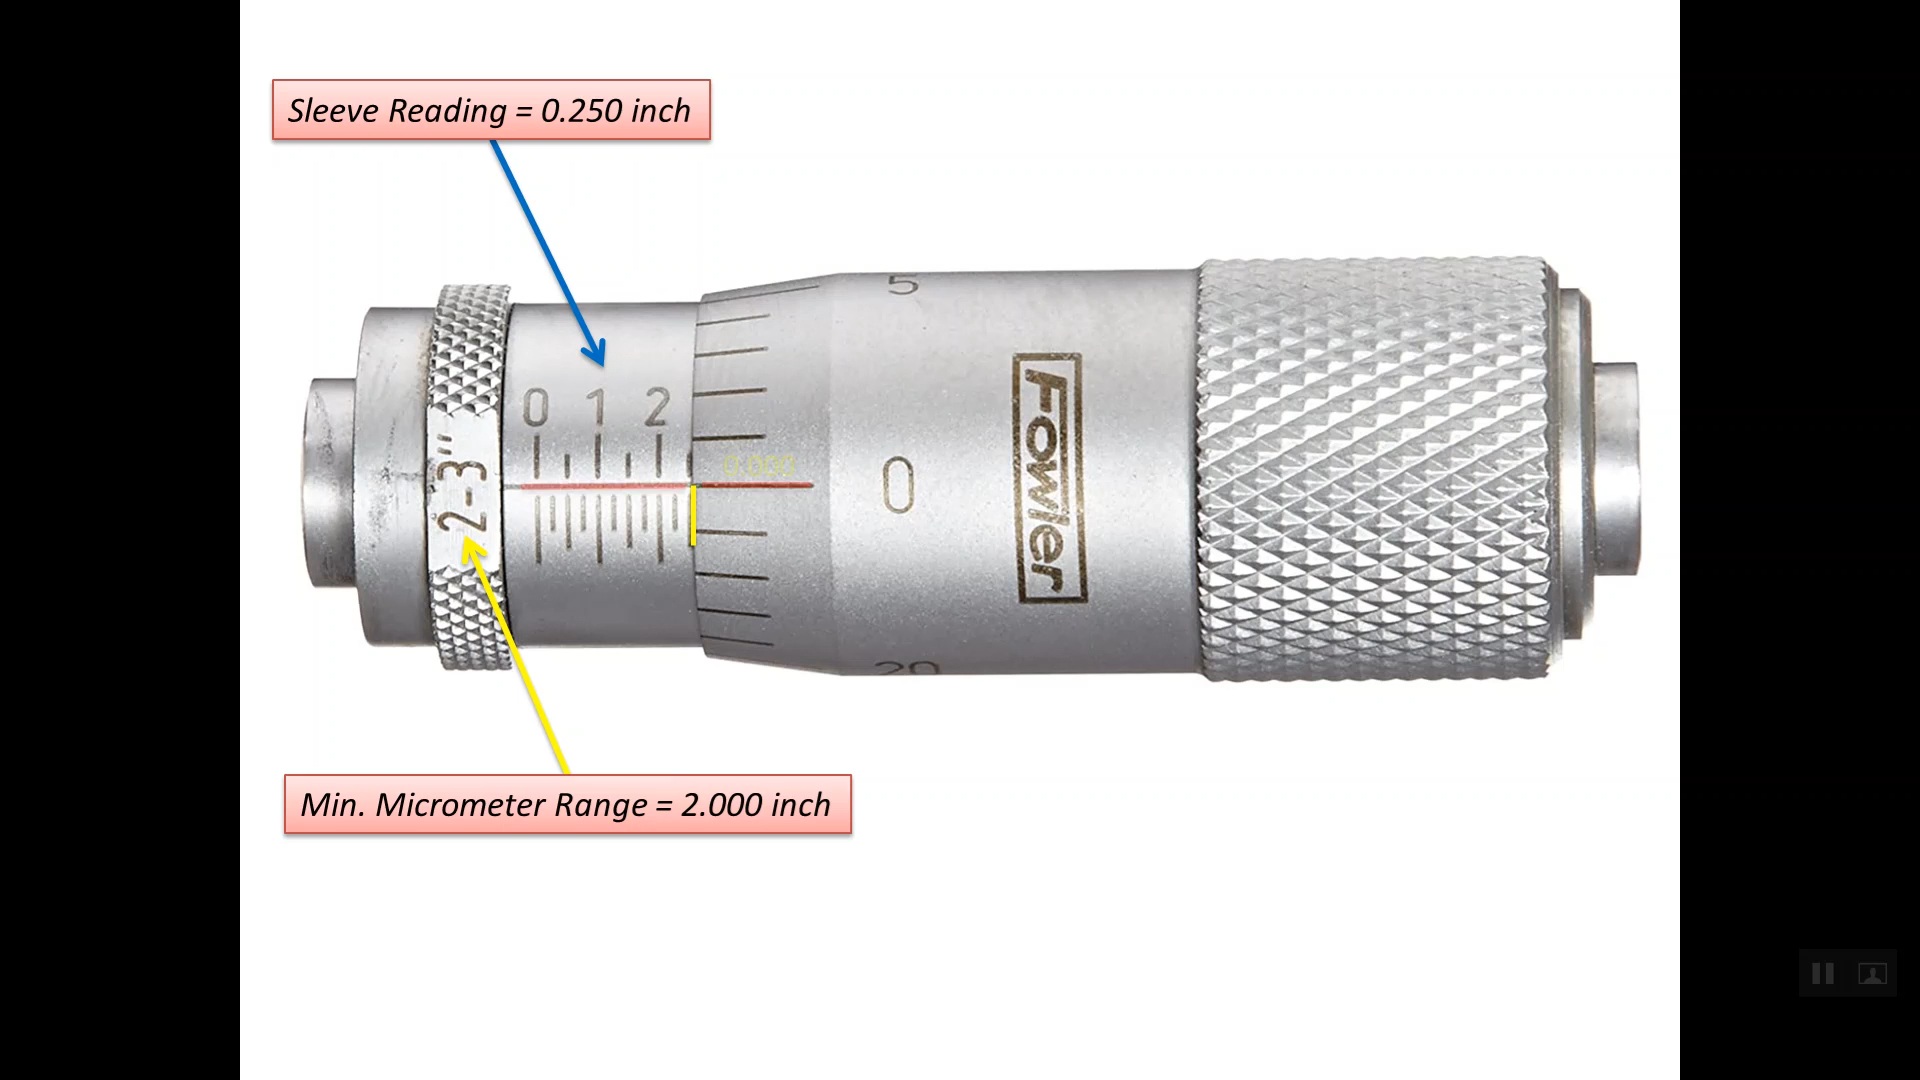 Sleeve Reading = 0.250 inch
5
0 1 2
0.000
0
2-3"
Fowler
20
Min. Micrometer Range = 2.000 inch